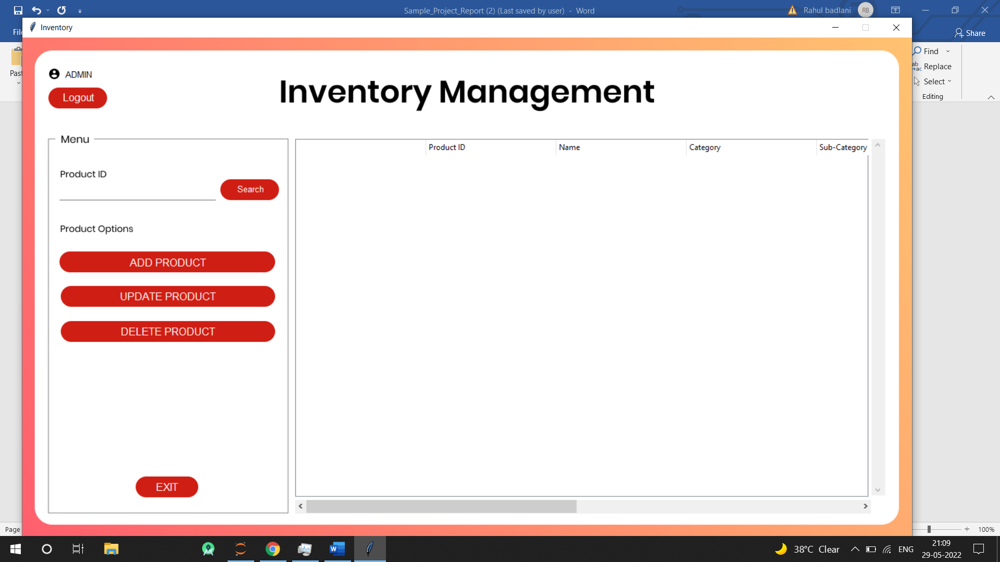 Sample_Project_Report (2) (Last saved by user) - Word
Rahul badlani
RB
Inventory
Share
Find
Replace
Select
Editing
ADMIN
Logout
Inventory Management
Menu
Product ID
Search
Product Options
ADD PRODUCT
UPDATE PRODUCT
DELETE PRODUCT
EXIT
Product ID Name Category Sub-Category
Page
100%
38°C Clear
ENG
21:09
29-05-2022